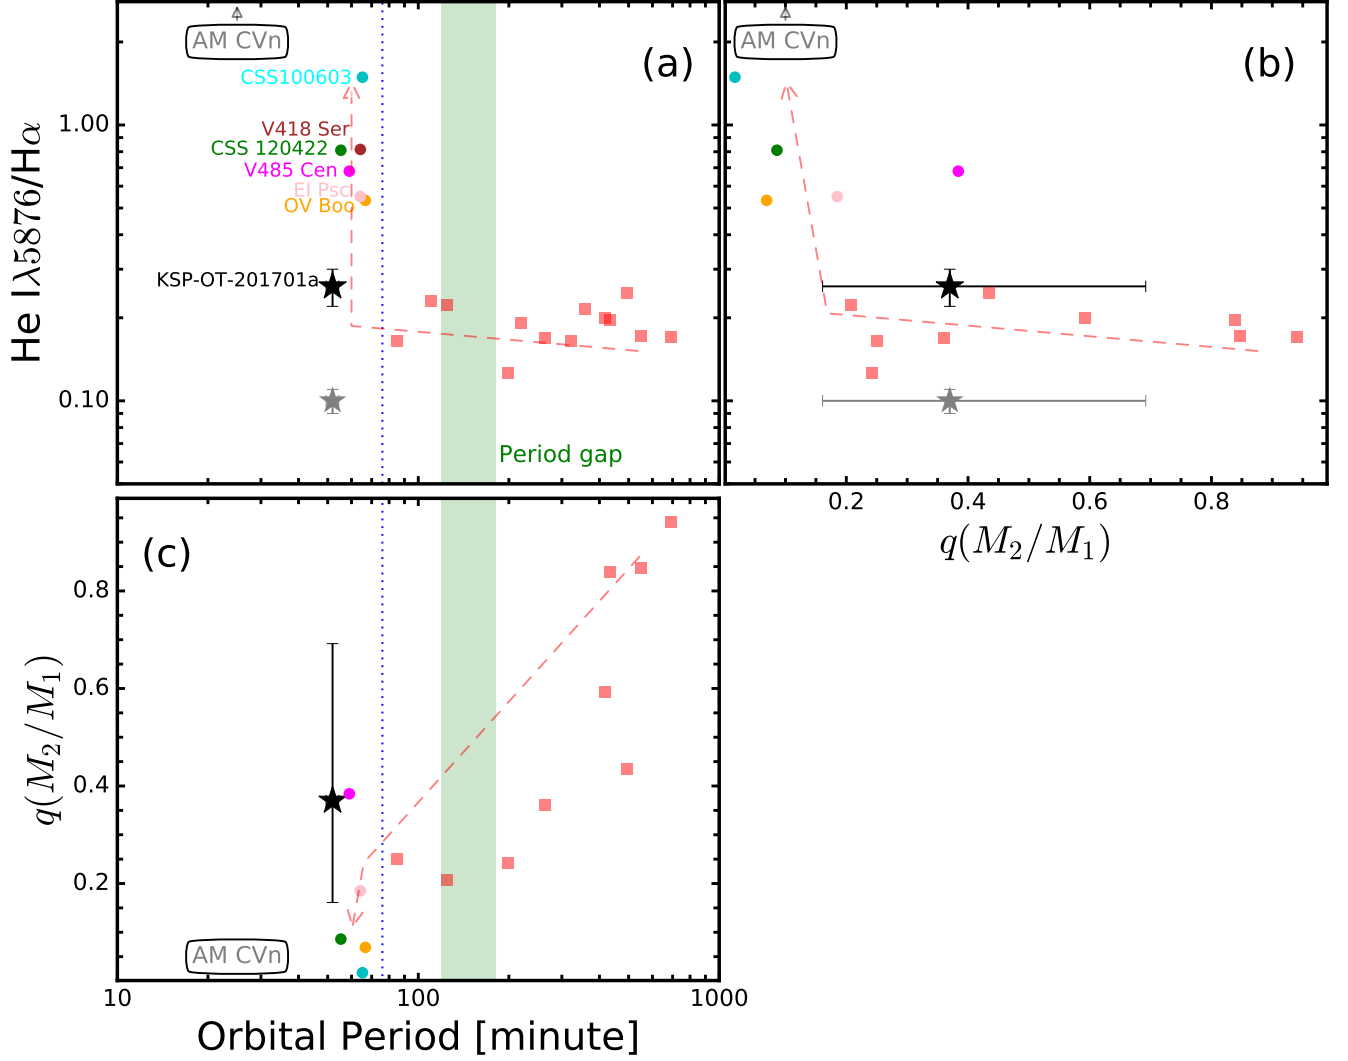 AM CVn
CSS100603
(a)
V418 Ser
CSS 120422
V485 Cen
EI Psc
OV Boo
KSP-OT-201701a
Period gap
1.00
0.10
He Iλ5876/Hα
AM CVn
(b)
0.2 0.4 0.6 0.8
q(M₂/M₁)
(c)
0.8
0.6
0.4
0.2
q(M₂/M₁)
AM CVn
10 100 1000
Orbital Period [minute]